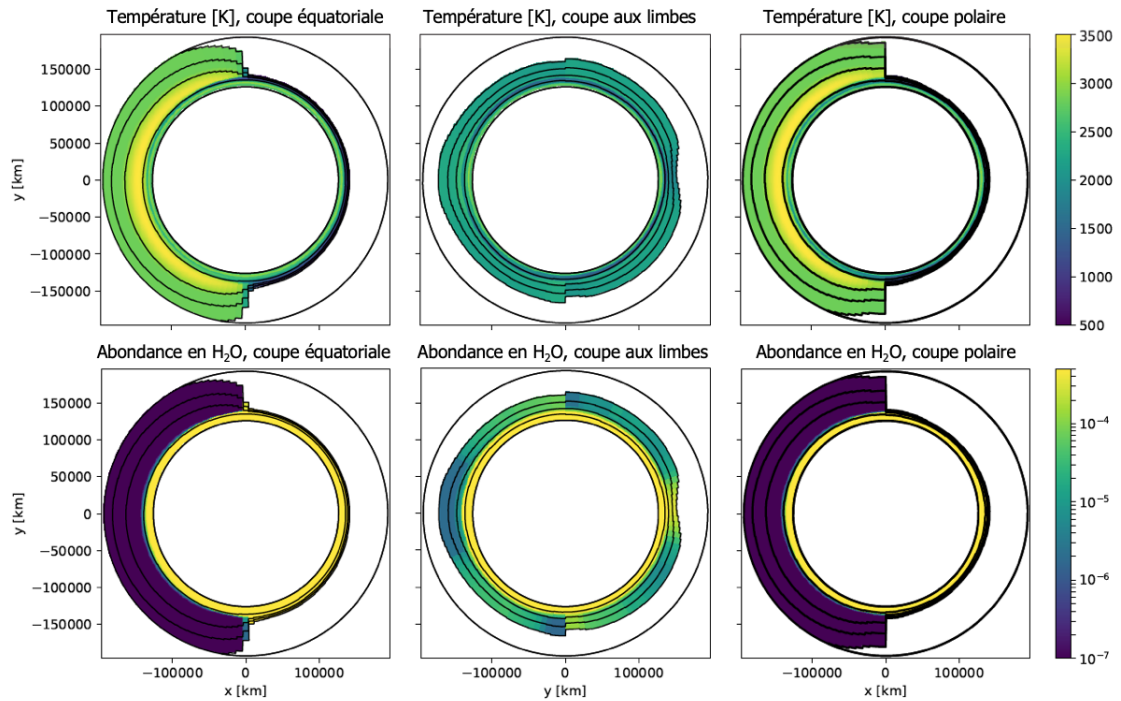 Température [K], coupe équatoriale
Température [K], coupe aux limbes
Température [K], coupe polaire
y [km]
150000
100000
50000
0
−50000
−100000
−150000
−100000
0
100000
3500
3000
2500
2000
1500
1000
500
Abondance en H₂O, coupe équatoriale
Abondance en H₂O, coupe aux limbes
Abondance en H₂O, coupe polaire
y [km]
150000
100000
50000
0
−50000
−100000
−150000
−100000 0 100000
−100000 0 100000
−100000 0 100000
x [km]
y [km]
x [km]
10⁻⁴
10⁻⁵
10⁻⁶
10⁻⁷